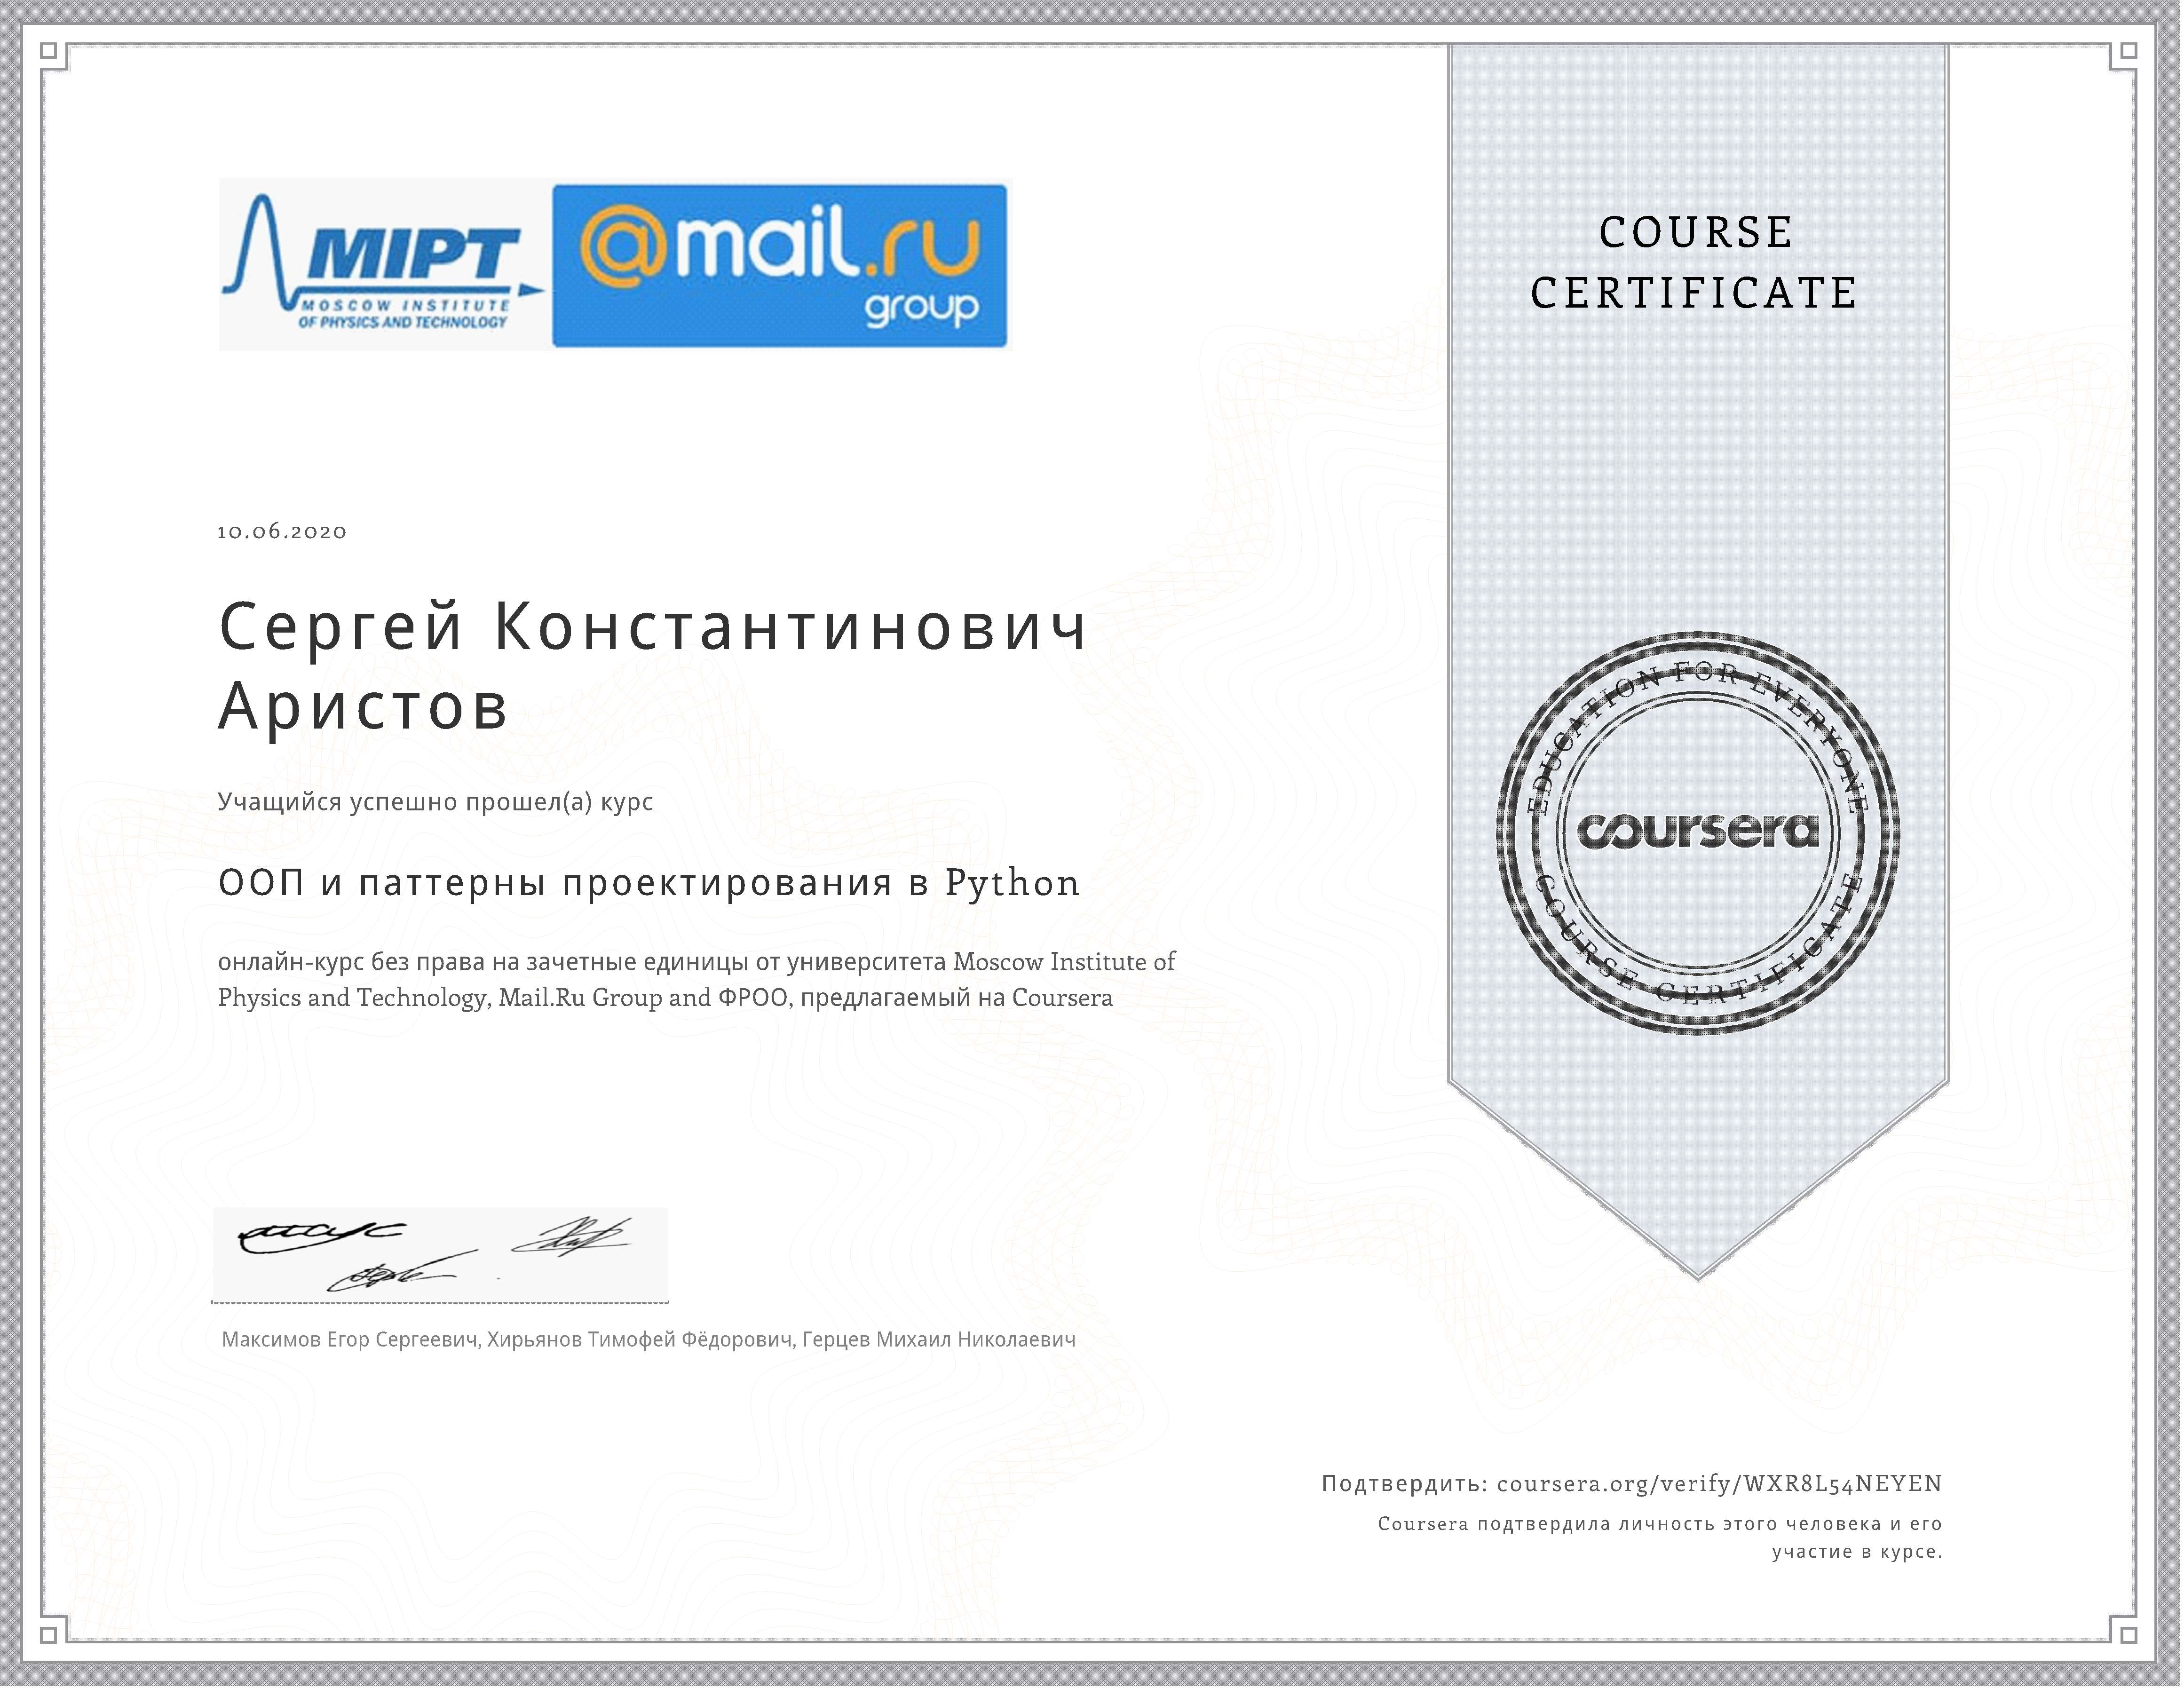 MIPT
MOSCOW INSTITUTE
OF PHYSICS AND TECHNOLOGY
@mail.ru
group
COURSE
CERTIFICATE
10.06.2020
Сергей Константинович
Аристов
Учащийся успешно прошел(а) курс
ООП и паттерны проектирования в Python
онлайн-курс без права на зачетные единицы от университета Moscow Institute of
Physics and Technology, Mail.Ru Group and ФРОО, предлагаемый на Coursera
EDUCATION FOR EVERYONE
coursera
COURSE CERTIFICATE
Максимов Егор Сергеевич, Хирьянов Тимофей Фёдорович, Герцев Михаил Николаевич
Подтвердить: coursera.org/verify/WXR8L54NEYEN
Coursera подтвердила личность этого человека и его
участие в курсе.